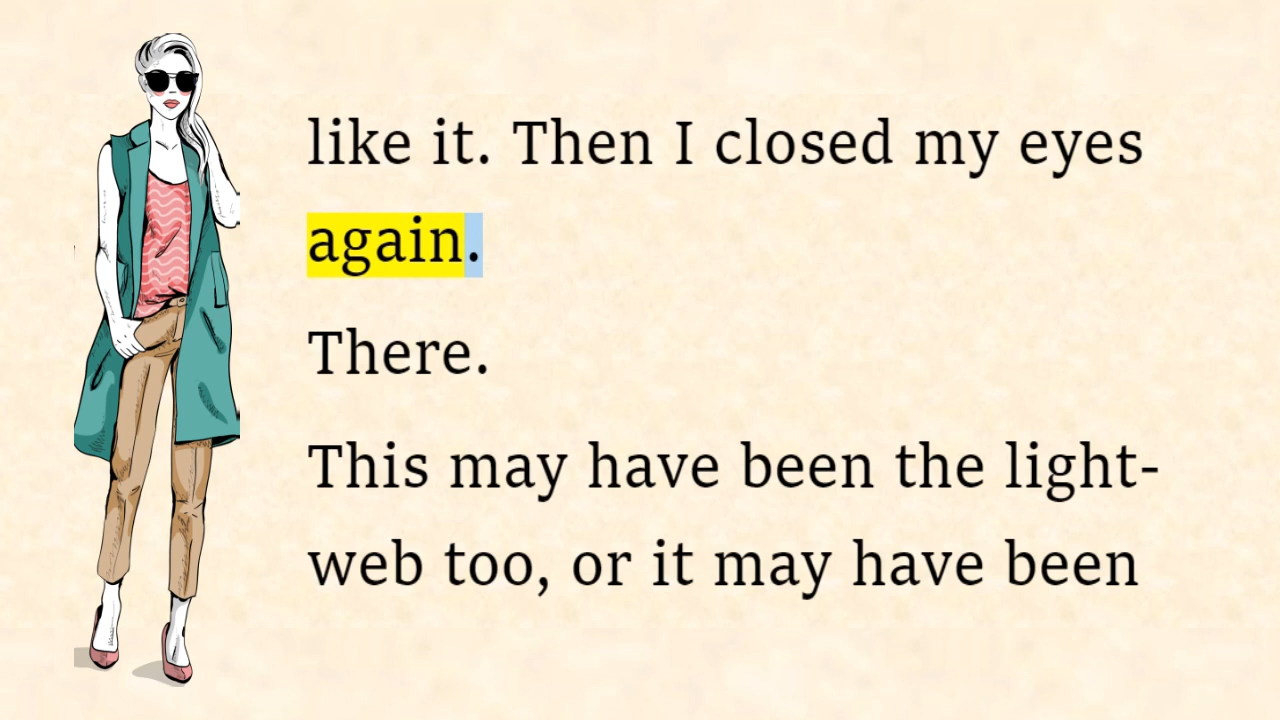 like it. Then I closed my eyes
again.
There.
This may have been the light-
web too, or it may have been